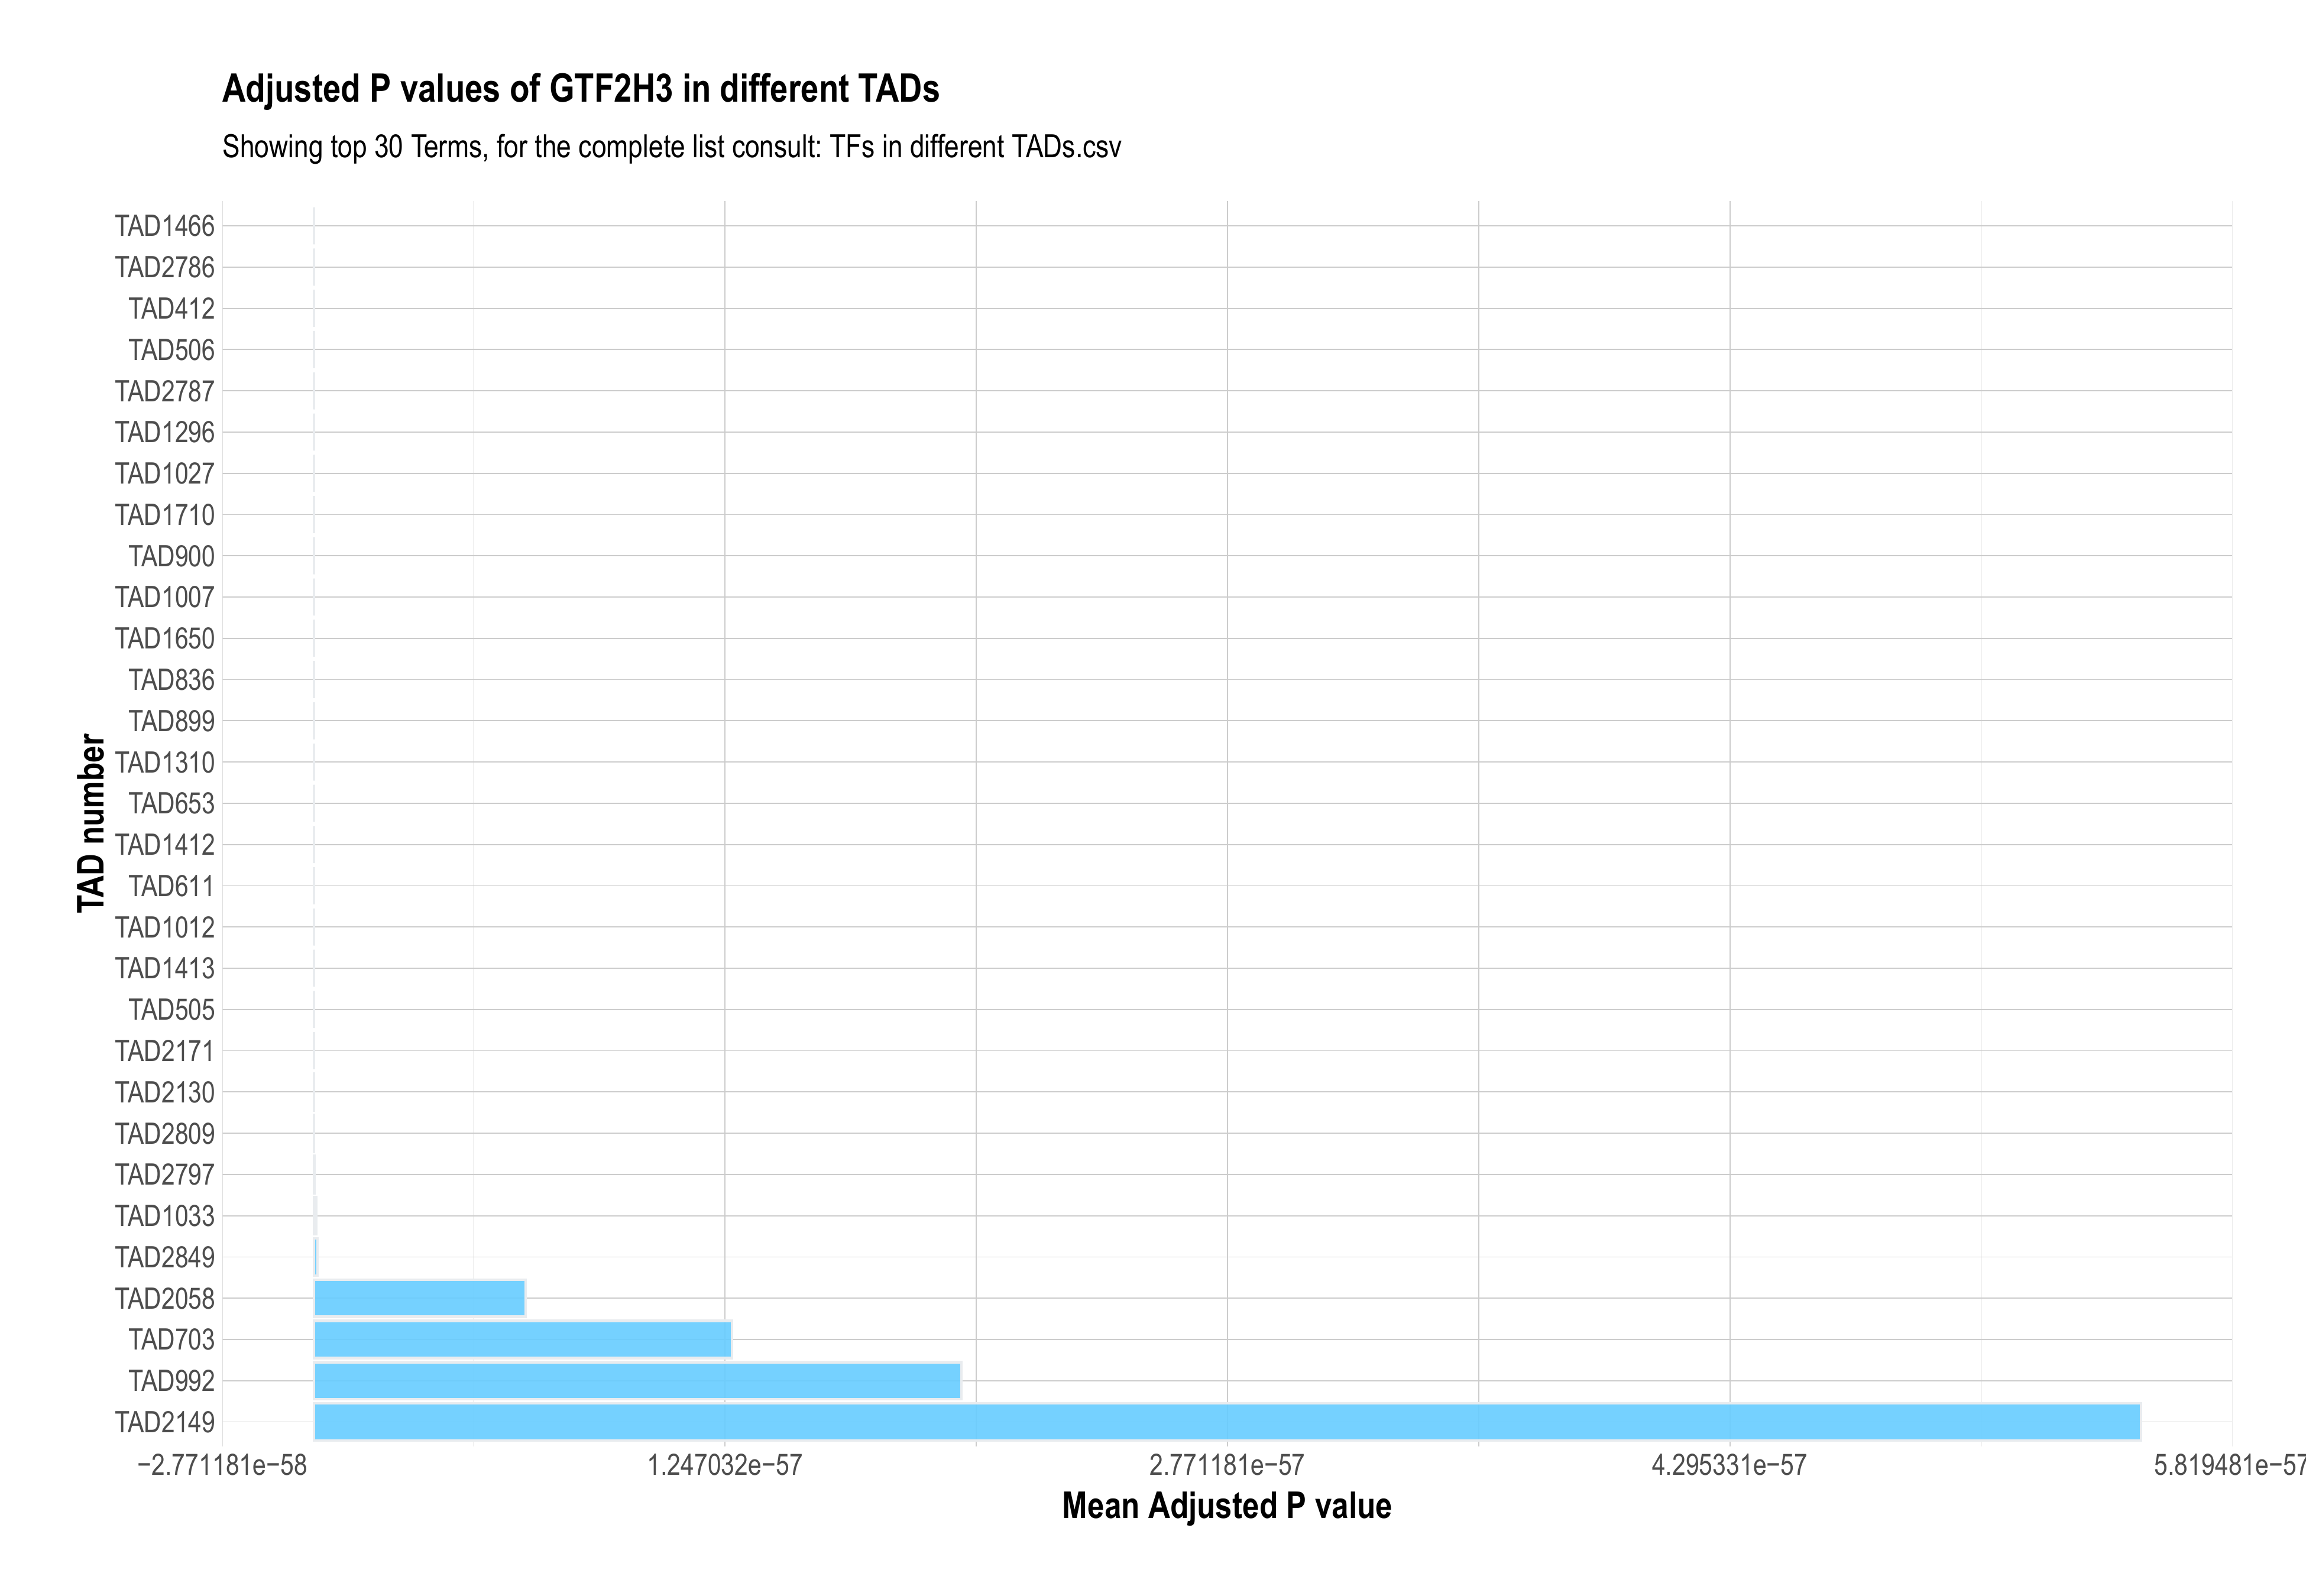 Adjusted P values of GTF2H3 in different TADs
Showing top 30 Terms, for the complete list consult: TFs in different TADs.csv
TAD number
TAD1466
TAD2786
TAD412
TAD506
TAD2787
TAD1296
TAD1027
TAD1710
TAD900
TAD1007
TAD1650
TAD836
TAD899
TAD1310
TAD653
TAD1412
TAD611
TAD1012
TAD1413
TAD505
TAD2171
TAD2130
TAD2809
TAD2797
TAD1033
TAD2849
TAD2058
TAD703
TAD992
TAD2149
−2.771181e−58 1.247032e−57 2.771181e−57 4.295331e−57 5.819481e−57
Mean Adjusted P value